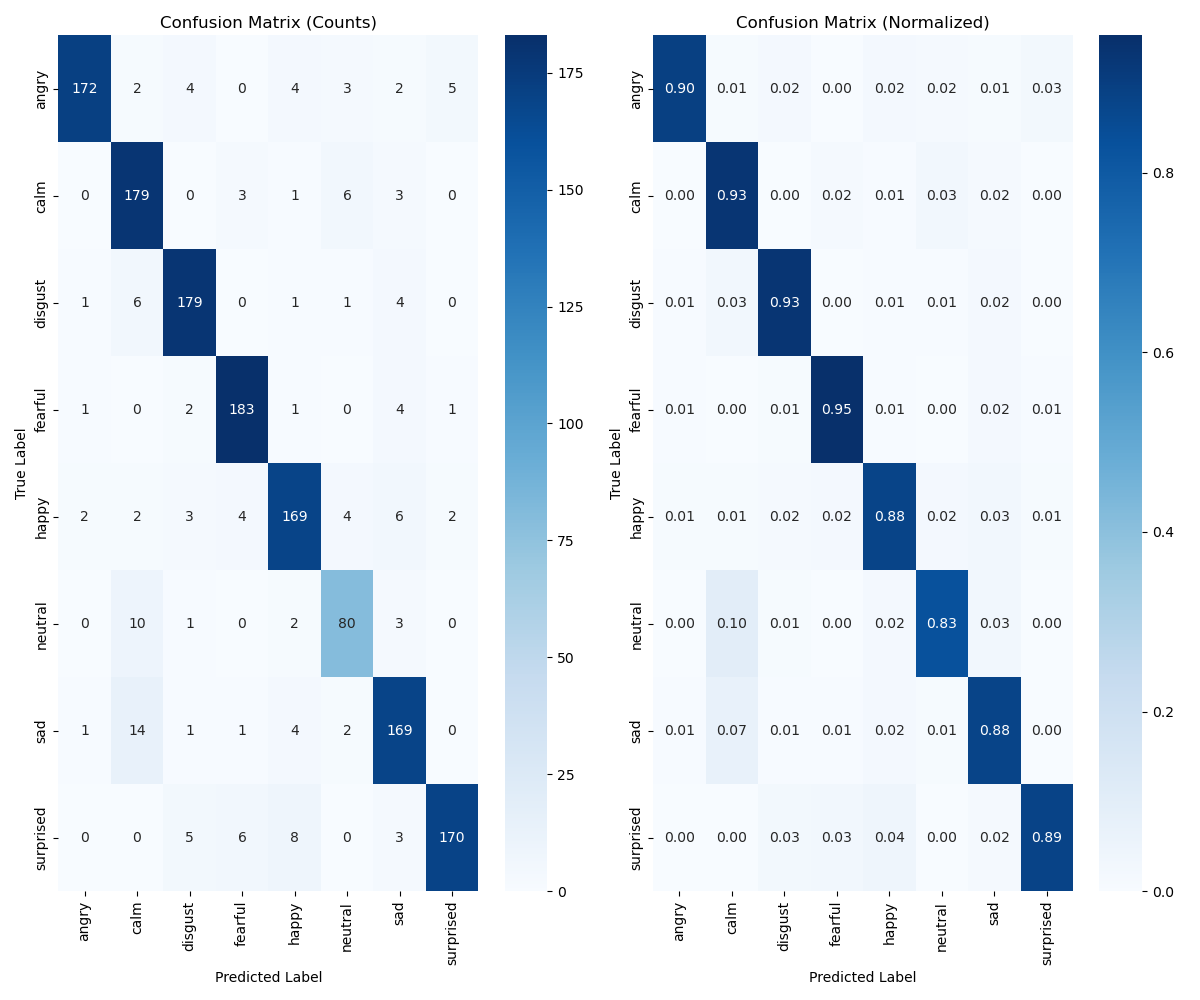 Confusion Matrix (Counts)
True Label
angry 172 2 4 0 4 3 2 5
calm 0 179 0 3 1 6 3 0
disgust 1 6 179 0 1 1 4 0
fearful 1 0 2 183 1 0 4 1
happy 2 2 3 4 169 4 6 2
neutral 0 10 1 0 2 80 3 0
sad 1 14 1 1 4 2 169 0
surprised 0 0 5 6 8 0 3 170
angry calm disgust fearful happy neutral sad surprised
Predicted Label
175
150
125
100
75
50
25
0
Confusion Matrix (Normalized)
True Label
angry 0.90 0.01 0.02 0.00 0.02 0.02 0.01 0.03
calm 0.00 0.93 0.00 0.02 0.01 0.03 0.02 0.00
disgust 0.01 0.03 0.93 0.00 0.01 0.01 0.02 0.00
fearful 0.01 0.00 0.01 0.95 0.01 0.00 0.02 0.01
happy 0.01 0.01 0.02 0.02 0.88 0.02 0.03 0.01
neutral 0.00 0.10 0.01 0.00 0.02 0.83 0.03 0.00
sad 0.01 0.07 0.01 0.01 0.02 0.01 0.88 0.00
surprised 0.00 0.00 0.03 0.03 0.04 0.00 0.02 0.89
angry calm disgust fearful happy neutral sad surprised
Predicted Label
0.8
0.6
0.4
0.2
0.0